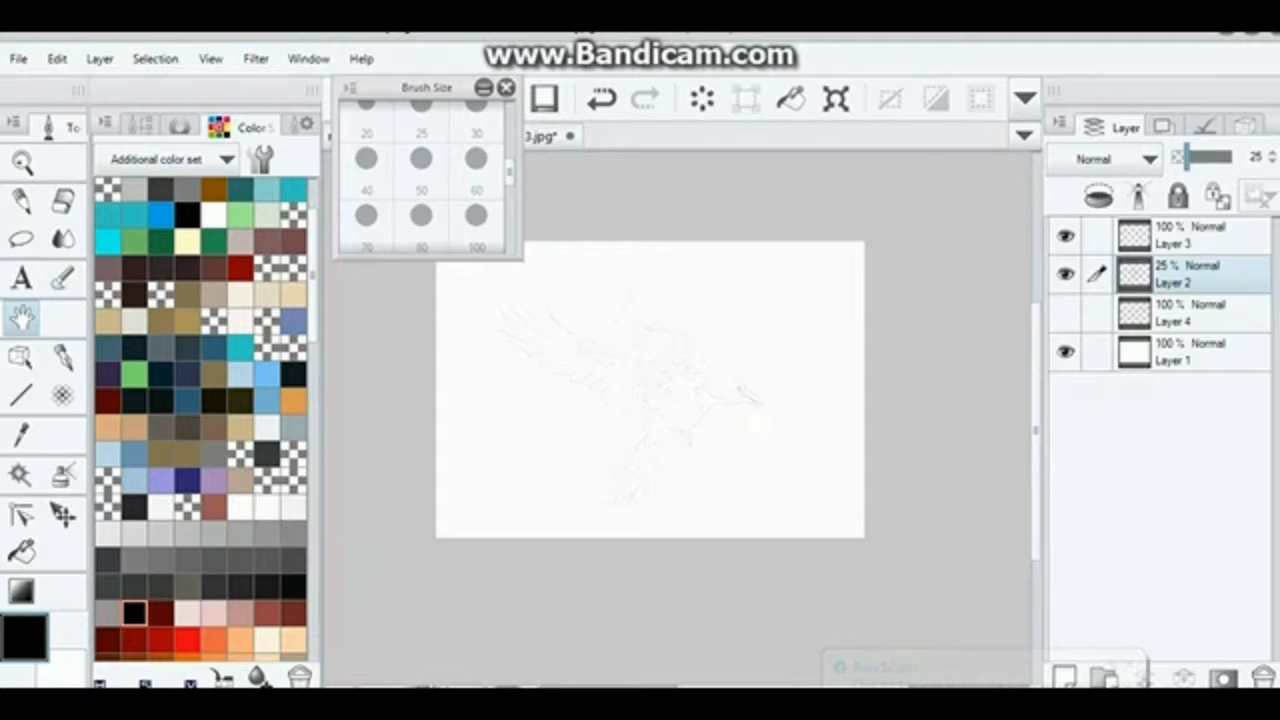 www.Bandicam.com
File Edit Layer Selection View Filter Window Help
Brush Size
To
Color S
3.jpg*
Layer
20 25 30
Additional color set
Normal 25
40 50 60
100 % Normal
Layer 3
70 80 100
25 % Normal
Layer 2
100 % Normal
Layer 4
100 % Normal
Layer 1
Bandicam